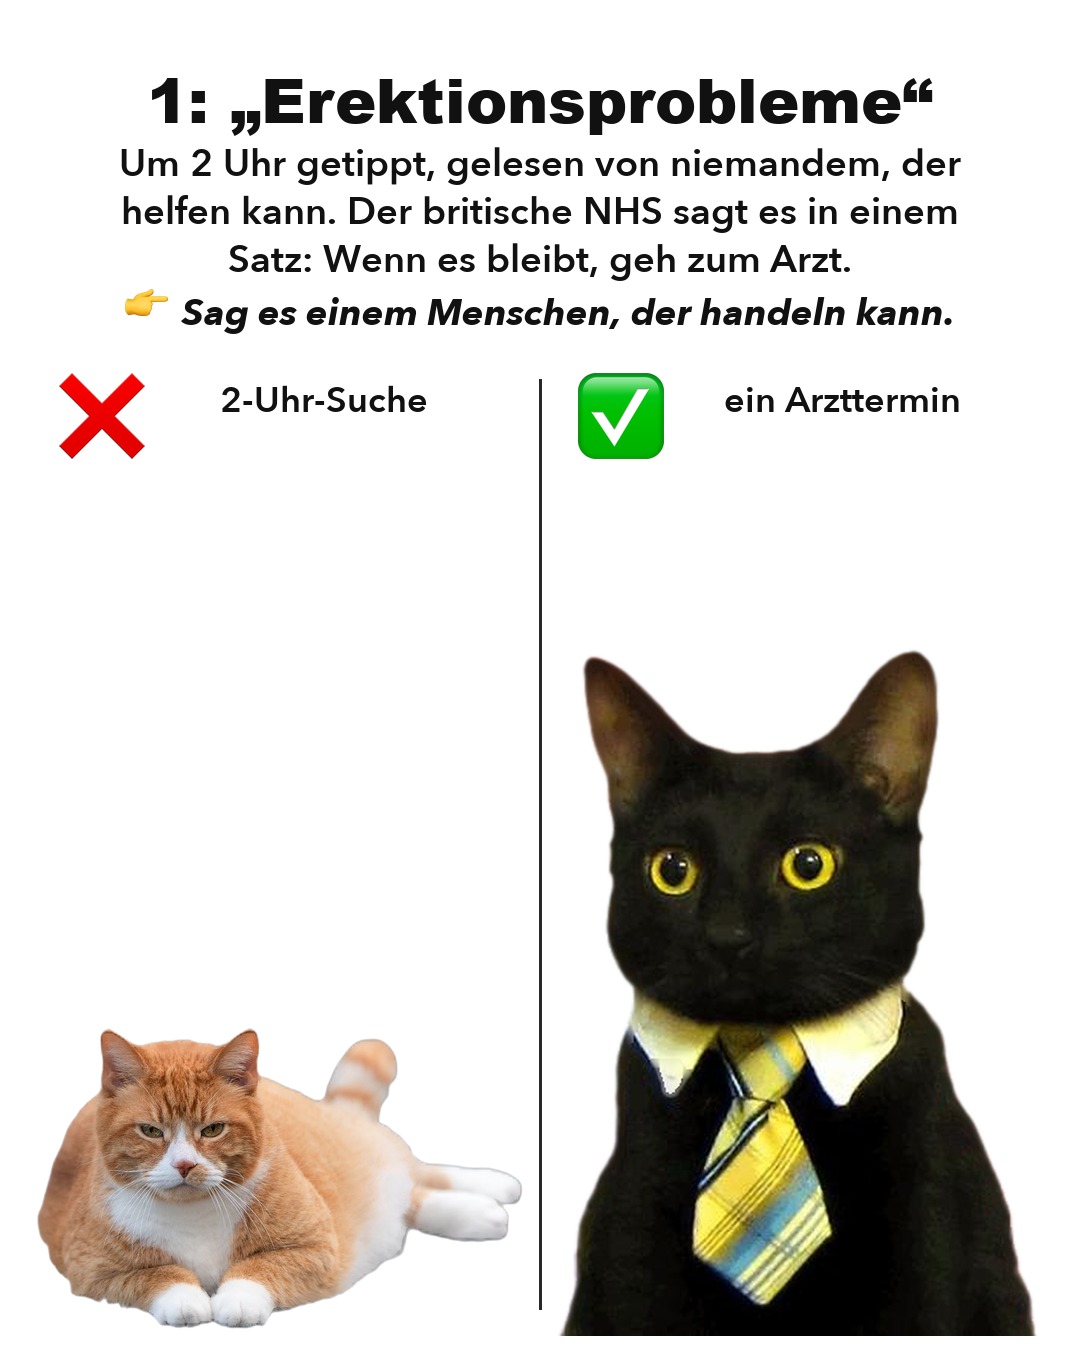 1: „Erektionsprobleme“
Um 2 Uhr getippt, gelesen von niemandem, der
helfen kann. Der britische NHS sagt es in einem
Satz: Wenn es bleibt, geh zum Arzt.
👉 Sag es einem Menschen, der handeln kann.
❌ 2-Uhr-Suche
✅ ein Arzttermin